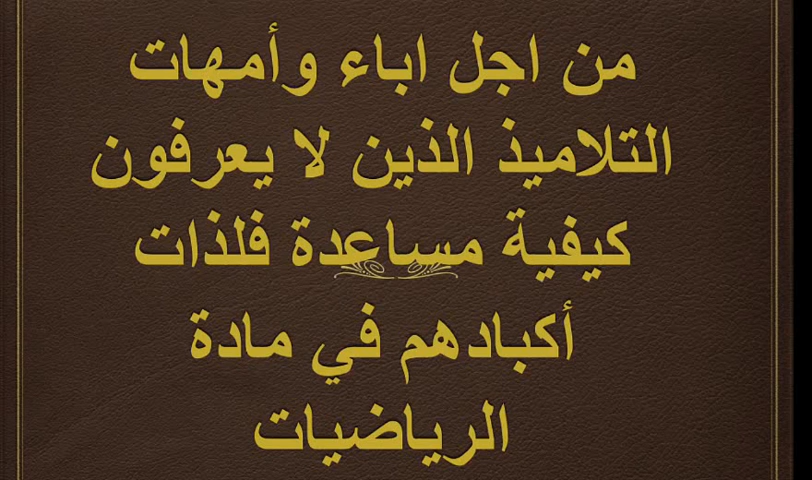 من اجل اباء وأمهات
التلاميذ الذين لا يعرفون
كيفية مساعدة فلذات
أكبادهم في مادة
الرياضيات